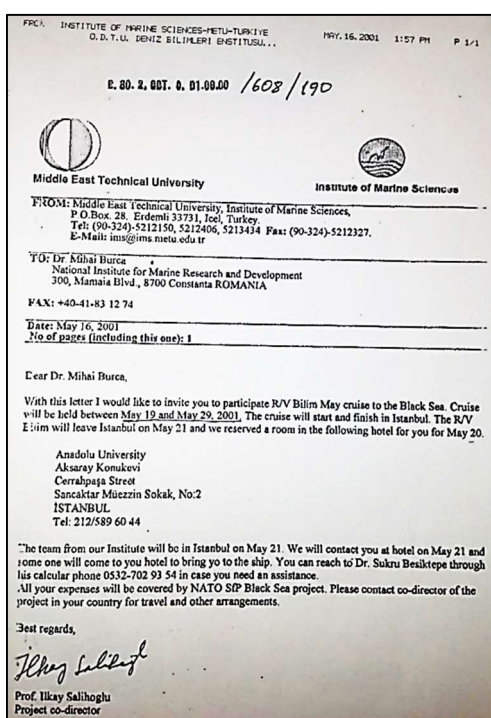 INSTITUTE OF MARINE SCIENCES-METU-TURKIYE MAY.16.2001 1:57 PM P 1/1
O.D.T.U. DENIZ BILIMLERI ENSTITUSU...
/608/190
Middle East Technical University Institute of Marine Sciences
FROM: Middle East Technical University, Institute of Marine Sciences,
P.O.Box. 28. Erdemli 33731, Icel, Turkey.
Tel: (90-324)-5212150, 5212406, 5213434 Fax: (90-324)-5212327.
E-Mail: ims@ims.metu.edu tr
TO: Dr. Mihai Burca
National Institute for Marine Research and Development
300, Mamaia Blvd., 8700 Constanta ROMANIA
FAX: +40-41-83 12 74
Date: May 16, 2001
No of pages (including this one): 1
Dear Dr. Mihai Burca,
With this letter I would like to invite you to participate R/V Bilim May cruise to the Black Sea. Cruise
will be held between May 19 and May 29, 2001, The cruise will start and finish in Istanbul. The R/V
Bilim will leave Istanbul on May 21 and we reserved a room in the following hotel for you for May 20.
Anadolu University
Aksaray Konukevi
Cerrahpaşa Street
Sancaktar Müezzin Sokak, No:2
İSTANBUL
Tel: 212/589 60 44
The team from our Institute will be in Istanbul on May 21. We will contact you at hotel on May 21 and
some one will come to you hotel to bring yo to the ship. You can reach to Dr. Sukru Besiktepe through
his calcular phone 0532-702 93 54 in case you need an assistance.
All your expenses will be covered by NATO SfP Black Sea project. Please contact co-director of the
project in your country for travel and other arrangements.
Best regards,
Ilkay Salihoglu
Prof. Ilkay Salihoglu
Project co-director